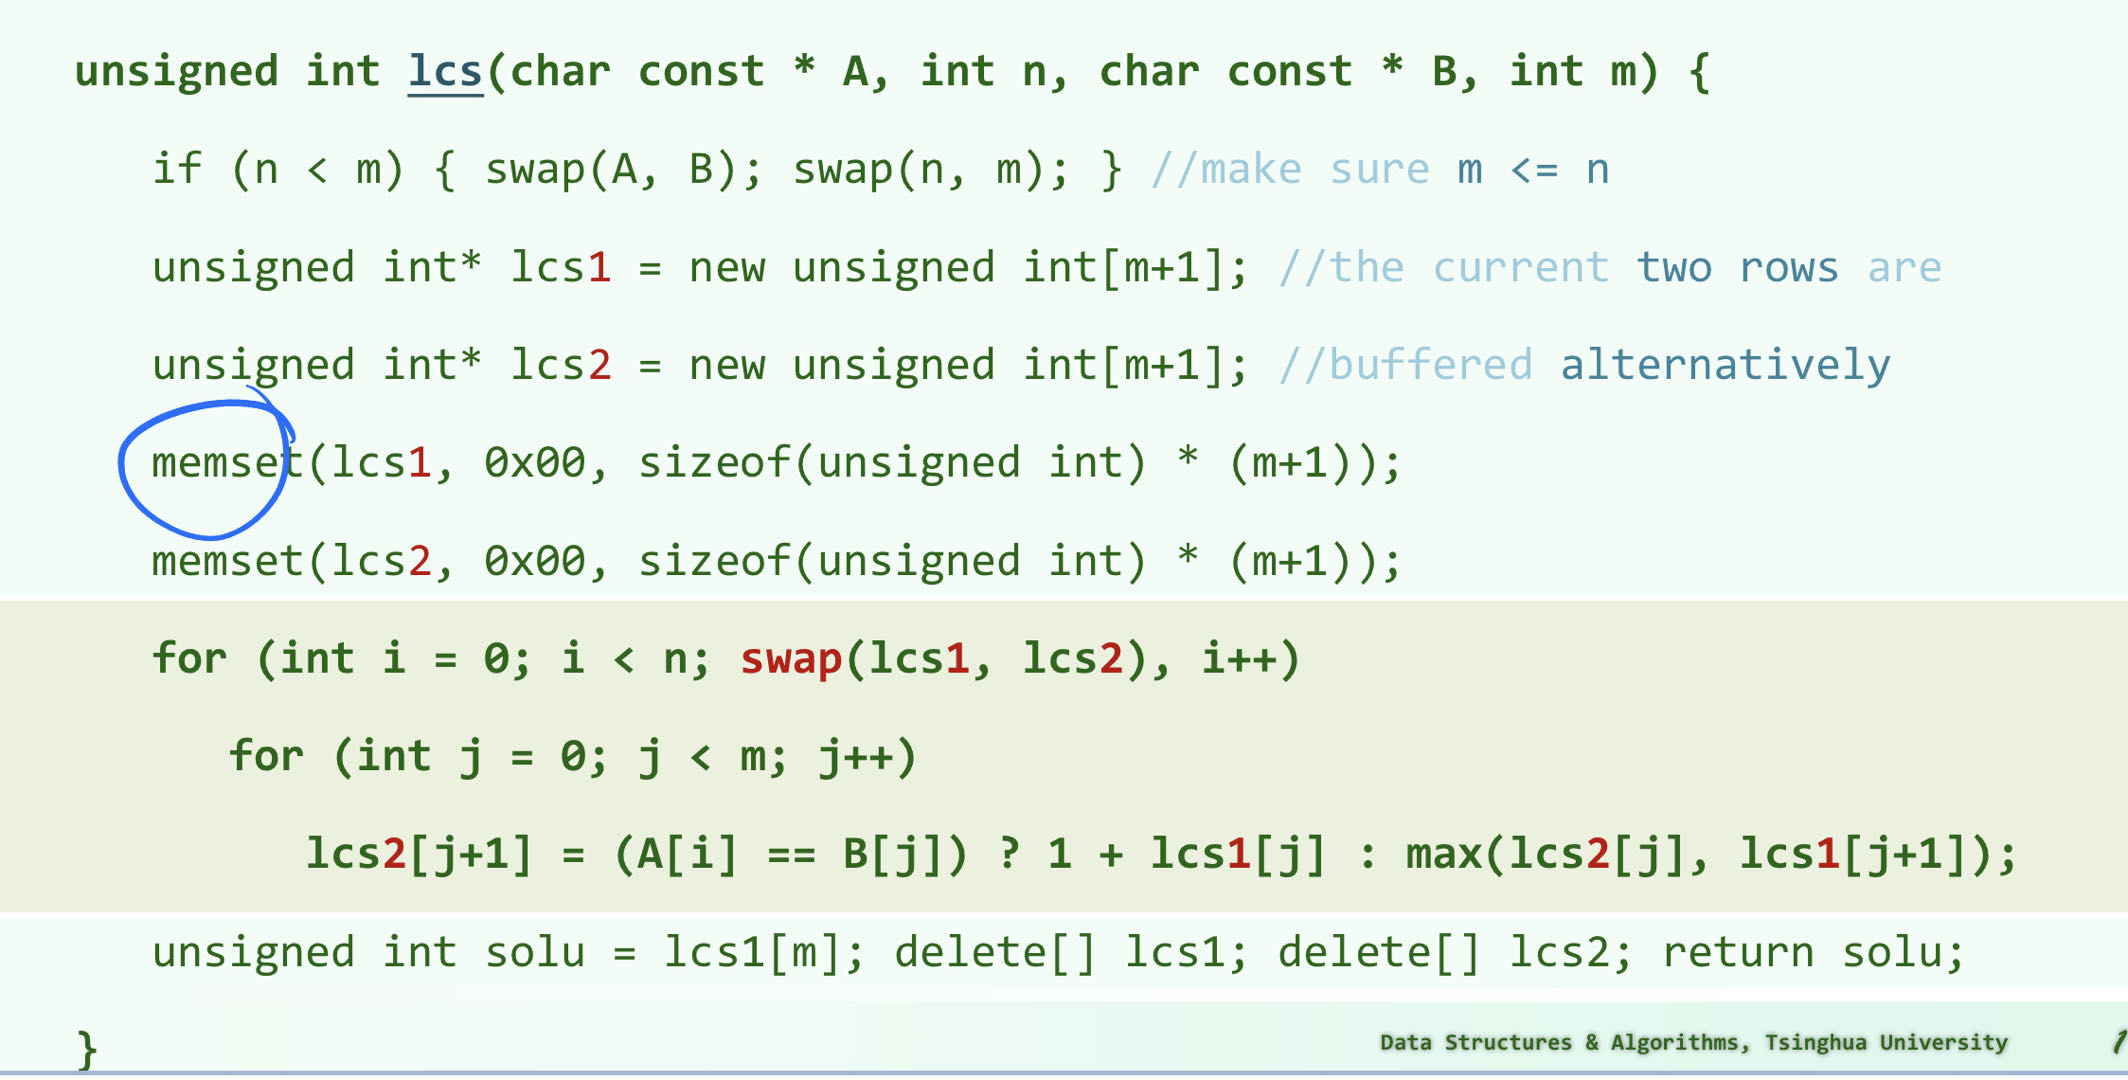 unsigned int lcs(char const * A, int n, char const * B, int m) {
if (n < m) { swap(A, B); swap(n, m); } //make sure m <= n
unsigned int* lcs1 = new unsigned int[m+1]; //the current two rows are
unsigned int* lcs2 = new unsigned int[m+1]; //buffered alternatively
memset(lcs1, 0x00, sizeof(unsigned int) * (m+1));
memset(lcs2, 0x00, sizeof(unsigned int) * (m+1));
for (int i = 0; i < n; swap(lcs1, lcs2), i++)
for (int j = 0; j < m; j++)
lcs2[j+1] = (A[i] == B[j]) ? 1 + lcs1[j] : max(lcs2[j], lcs1[j+1]);
unsigned int solu = lcs1[m]; delete[] lcs1; delete[] lcs2; return solu;
}
Data Structures & Algorithms, Tsinghua University